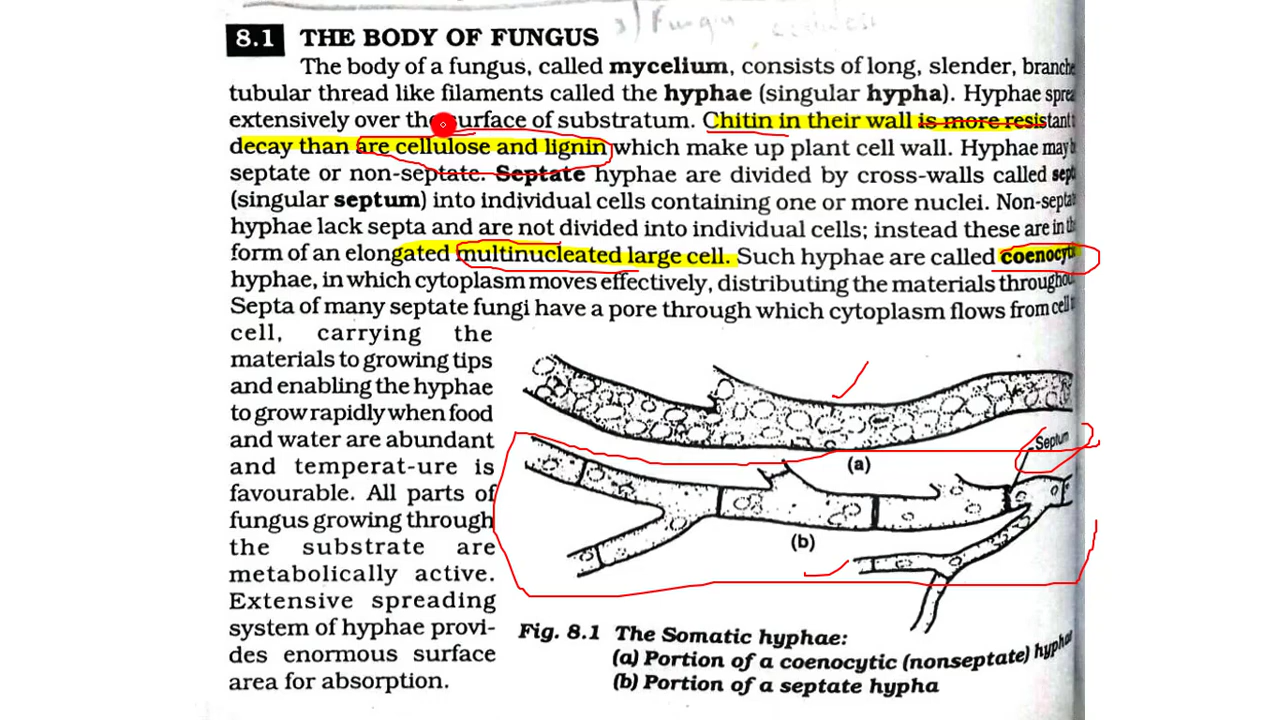 8.1 THE BODY OF FUNGUS
The body of a fungus, called mycelium, consists of long, slender, branche
tubular thread like filaments called the hyphae (singular hypha). Hyphae sprea
extensively over the surface of substratum. Chitin in their wall is more resistant t
decay than are cellulose and lignin which make up plant cell wall. Hyphae may b
septate or non-septate. Septate hyphae are divided by cross-walls called sept
(singular septum) into individual cells containing one or more nuclei. Non-septat
hyphae lack septa and are not divided into individual cells; instead these are in th
form of an elongated multinucleated large cell. Such hyphae are called coenocytic
hyphae, in which cytoplasm moves effectively, distributing the materials throughout
Septa of many septate fungi have a pore through which cytoplasm flows from cell t
cell, carrying the
materials to growing tips
and enabling the hyphae
to grow rapidly when food
and water are abundant
and temperat-ure is
favourable. All parts of
fungus growing through
the substrate are
metabolically active.
Extensive spreading
system of hyphae provi-
des enormous surface
area for absorption.
Septum
(a)
(b)
Fig. 8.1 The Somatic hyphae:
(a) Portion of a coenocytic (nonseptate) hypha
(b) Portion of a septate hypha